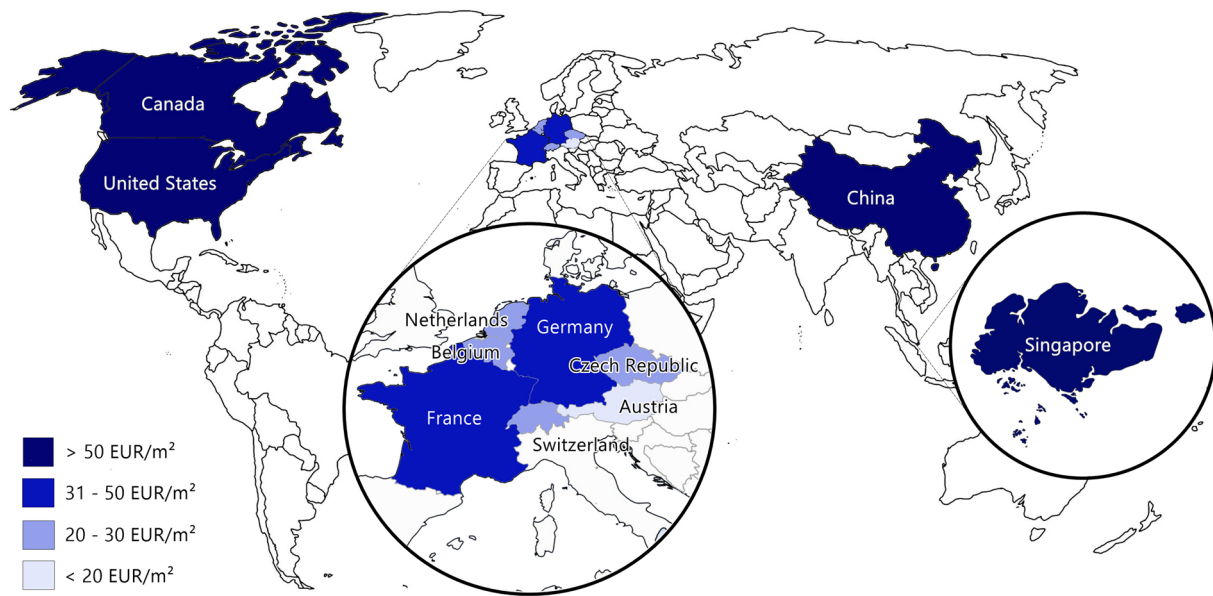 Canada
United States
China
Singapore
Netherlands
Germany
Belgium
Czech Republic
France
Austria
Switzerland
> 50 EUR/m²
31 - 50 EUR/m²
20 - 30 EUR/m²
< 20 EUR/m²